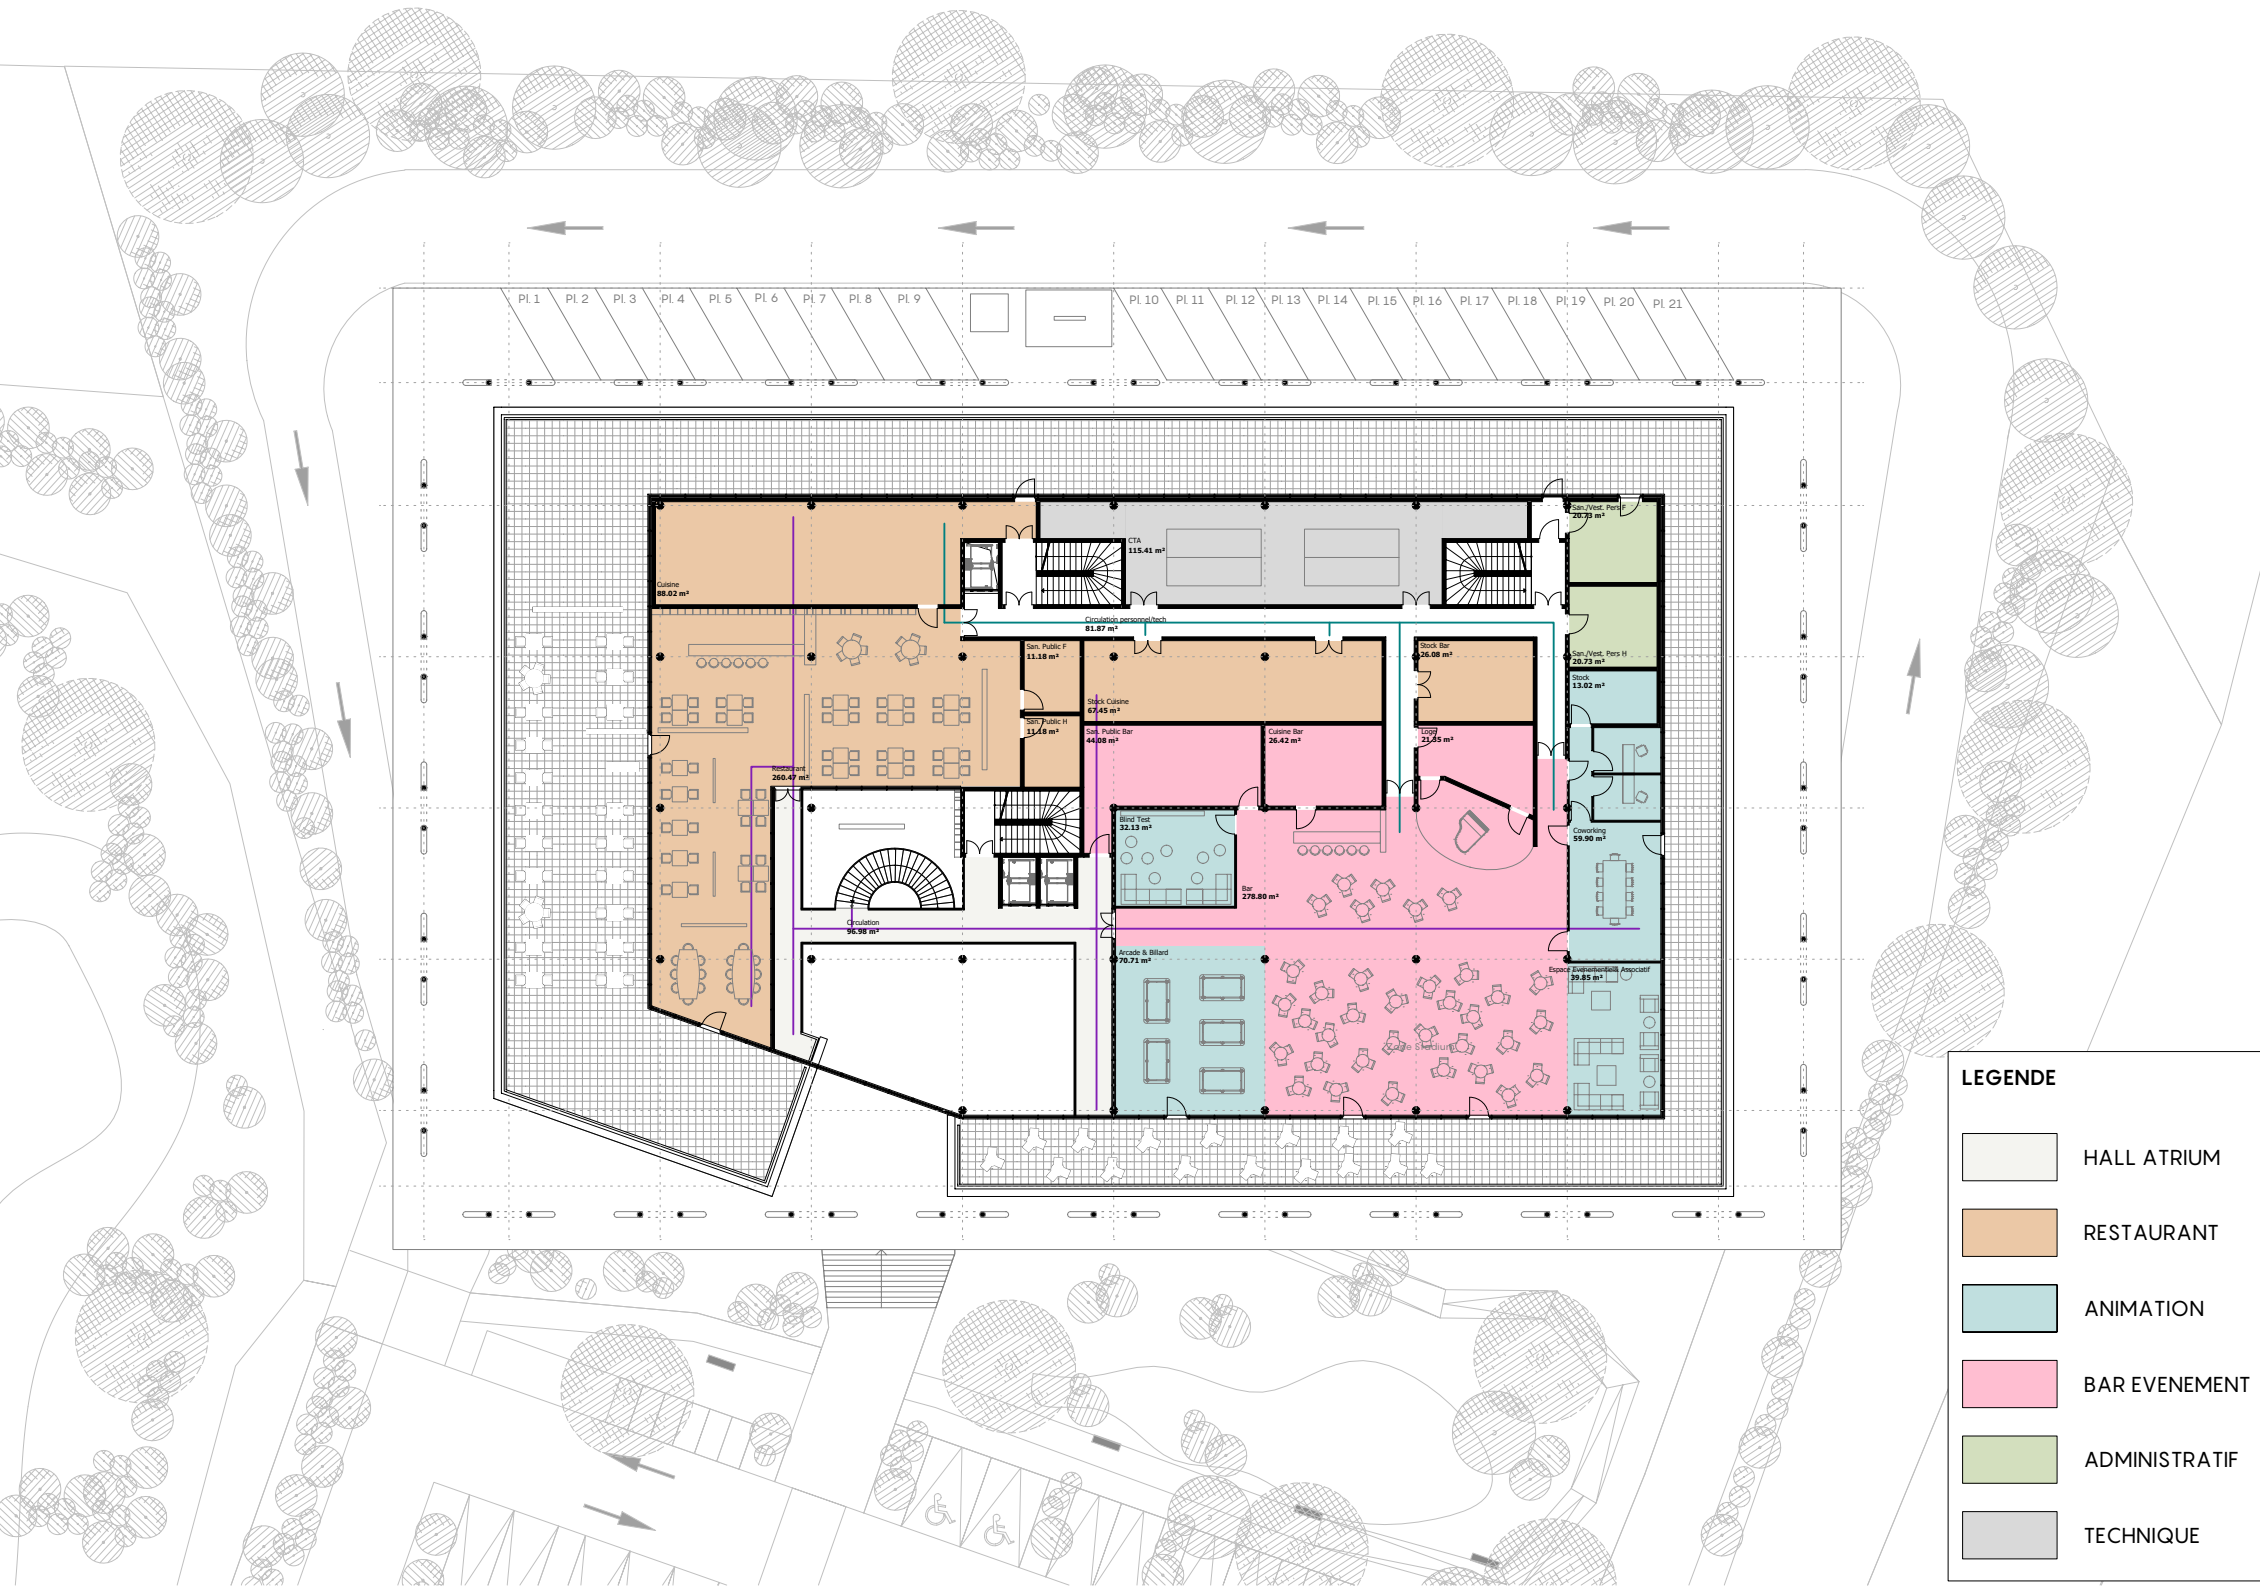 Pl. 1 Pl. 2 Pl. 3 Pl. 4 Pl. 5 Pl. 6 Pl. 7 Pl. 8 Pl. 9 Pl. 10 Pl. 11 Pl. 12 Pl. 13 Pl. 14 Pl. 15 Pl. 16 Pl. 17 Pl. 18 Pl. 19 Pl. 20 Pl. 21
San./Vest. Pers F
20.73 m²
CTA
115.41 m²
Cuisine
88.02 m²
Circulation personnel/tech
81.87 m²
San. Public F
11.18 m²
Stock Bar
26.08 m²
San./Vest. Pers H
20.73 m²
Stock
13.02 m²
Stock Cuisine
67.45 m²
San. Public H
11.18 m²
San. Public Bar
44.08 m²
Cuisine Bar
26.42 m²
Loge
21.35 m²
Restaurant
260.47 m²
Blind Test
32.13 m²
Coworking
59.90 m²
Bar
278.80 m²
Circulation
96.98 m²
Arcade & Billard
70.71 m²
Espace Evenementiel& Associatif
39.85 m²
Zone Stadium
LEGENDE
HALL ATRIUM
RESTAURANT
ANIMATION
BAR EVENEMENT
ADMINISTRATIF
TECHNIQUE